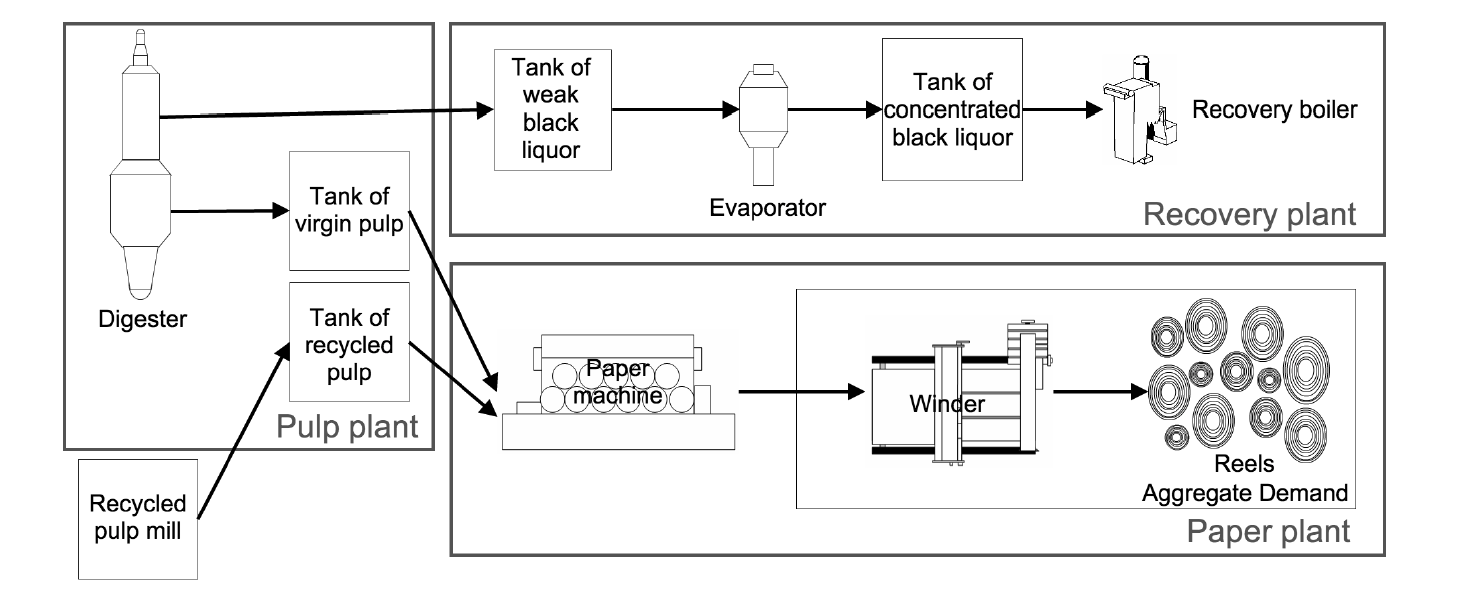 Digester
Tank of
virgin pulp
Tank of
recycled
pulp
Pulp plant
Recycled
pulp mill
Tank of
weak
black
liquor
Evaporator
Tank of
concentrated
black liquor
Recovery boiler
Recovery plant
Paper
machine
Winder
Reels
Aggregate Demand
Paper plant